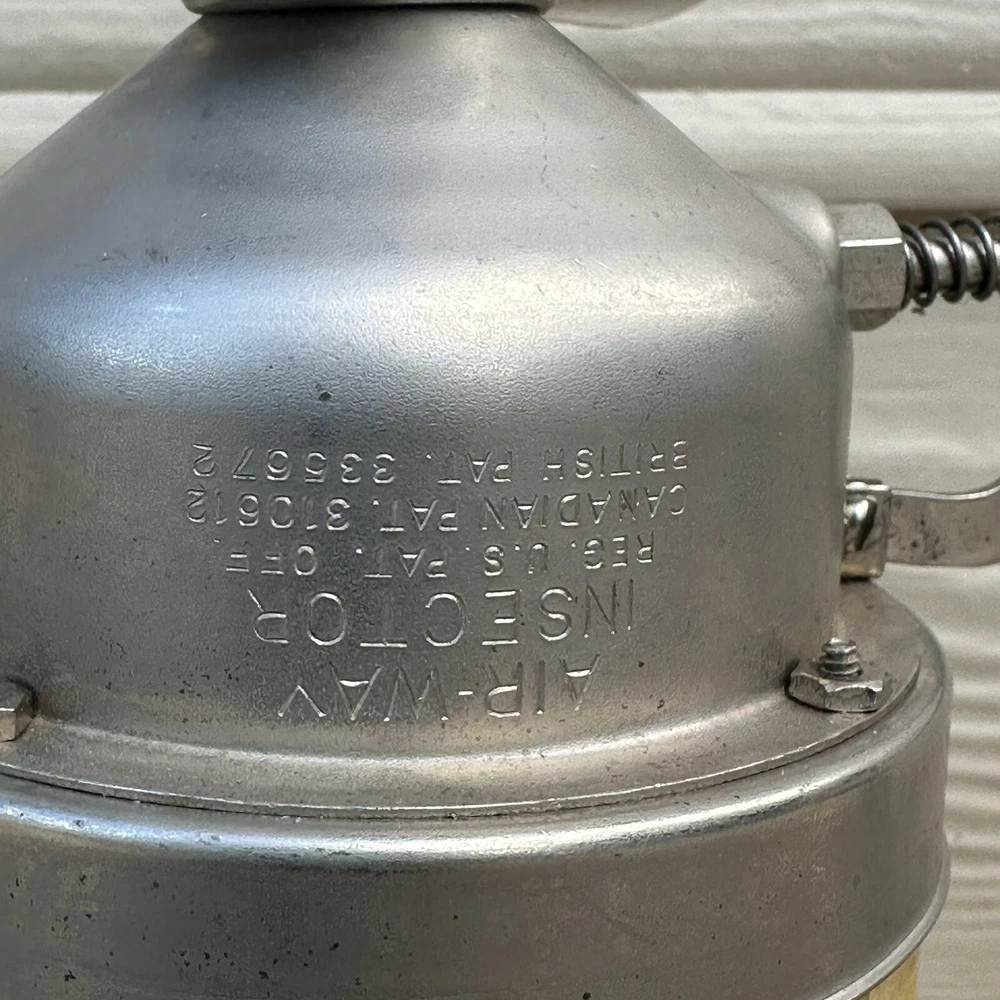 AIR-WAY
INSECTOR
REG. U.S. PAT. OFF.
CANADIAN PAT. 310612
BRITISH PAT. 335672